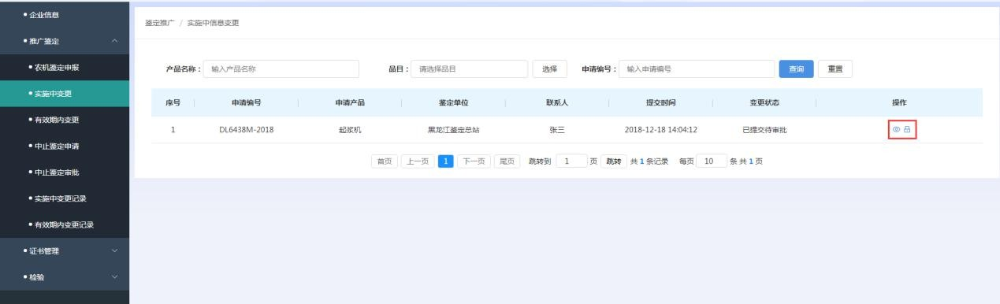 企业信息
推广鉴定
农机鉴定申报
实施中变更
有效期内变更
中止鉴定申请
中止鉴定审批
实施中变更记录
有效期内变更记录
证书管理
检验
鉴定推广 / 实施中信息变更
产品名称： 输入产品名称 品目： 请选择品目 选择 申请编号： 输入申请编号 查询 重置
序号 申请编号 申请产品 鉴定单位 联系人 提交时间 变更状态 操作
1 DL6438M-2018 起浆机 黑龙江鉴定总站 张三 2018-12-18 14:04:12 已提交待审批
首页 上一页 1 下一页 尾页 跳转到 1 页 跳转 共 1 条记录 每页 10 条 共 1 页